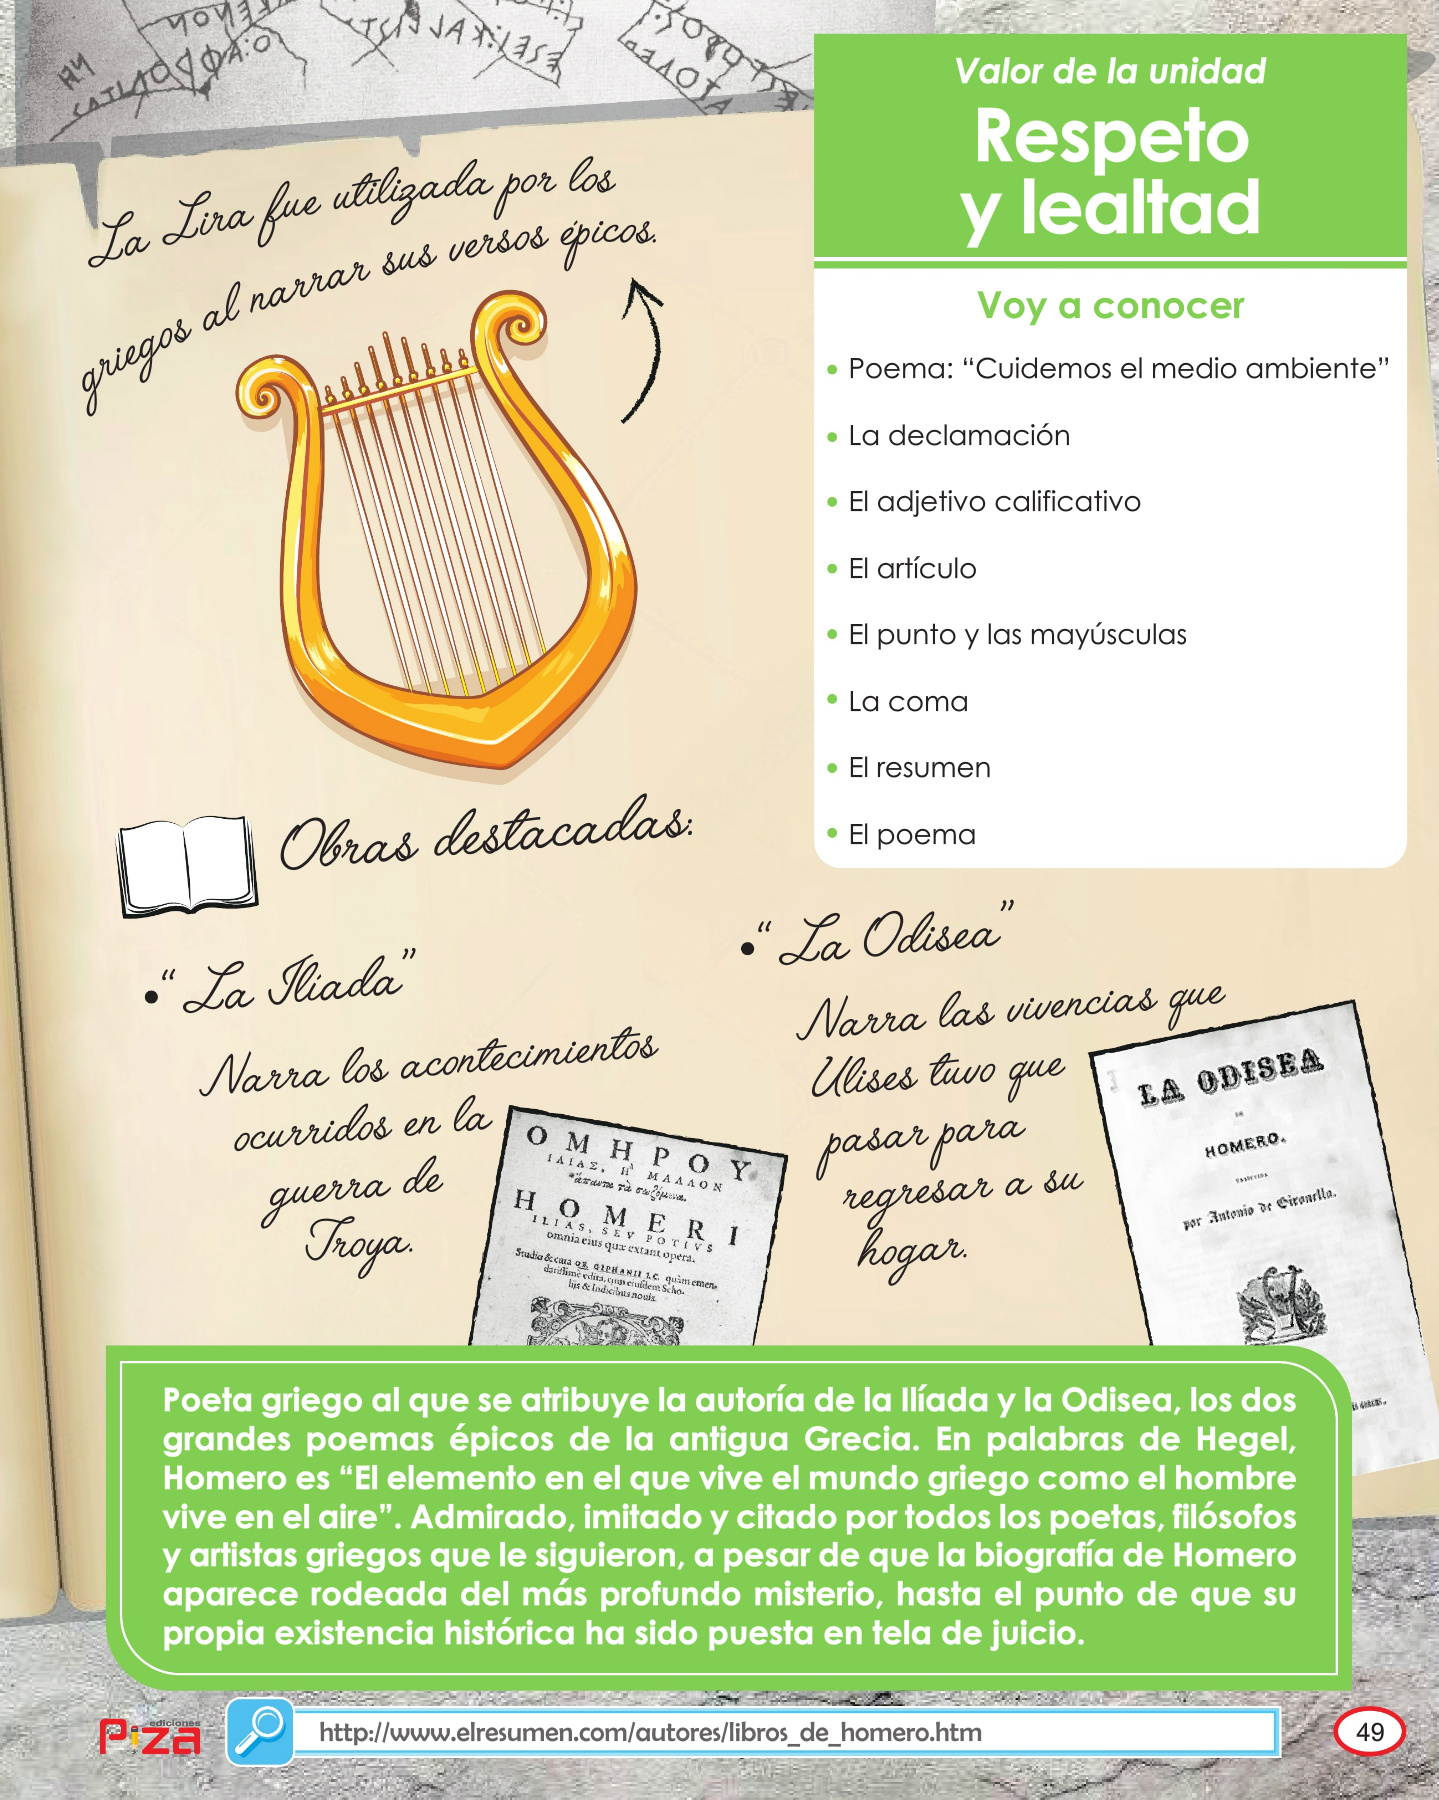 La Lira fue utilizada por los
griegos al narrar sus versos épicos.
Valor de la unidad
Respeto
y lealtad
Voy a conocer
• Poema: “Cuidemos el medio ambiente”
• La declamación
• El adjetivo calificativo
• El artículo
• El punto y las mayúsculas
• La coma
• El resumen
• El poema
Obras destacadas:
•“ La Ilíada”
Narra los acontecimientos
ocurridos en la
guerra de
Troya.
ΟΜΗΡΟΥ
ΙΛΙΑΣ, Η ΜΑΛΛΟΝ
HOMERI
ILIAS, SEV POTIVS
omnia eius quæ extant opera.
Studio & cura OB. GIPHANII I.C. quàm emen-
datissime edita, cum eiusdem Scho-
lijs & Indicibus nouis.
•“ La Odisea”
Narra las vivencias que
Ulises tuvo que
pasar para
regresar a su
hogar.
LA ODISEA
DE
HOMERO.
por Antonio de Gironella.
Poeta griego al que se atribuye la autoría de la Ilíada y la Odisea, los dos
grandes poemas épicos de la antigua Grecia. En palabras de Hegel,
Homero es “El elemento en el que vive el mundo griego como el hombre
vive en el aire”. Admirado, imitado y citado por todos los poetas, filósofos
y artistas griegos que le siguieron, a pesar de que la biografía de Homero
aparece rodeada del más profundo misterio, hasta el punto de que su
propia existencia histórica ha sido puesta en tela de juicio.
ediciones
Piza
http://www.elresumen.com/autores/libros_de_homero.htm
49